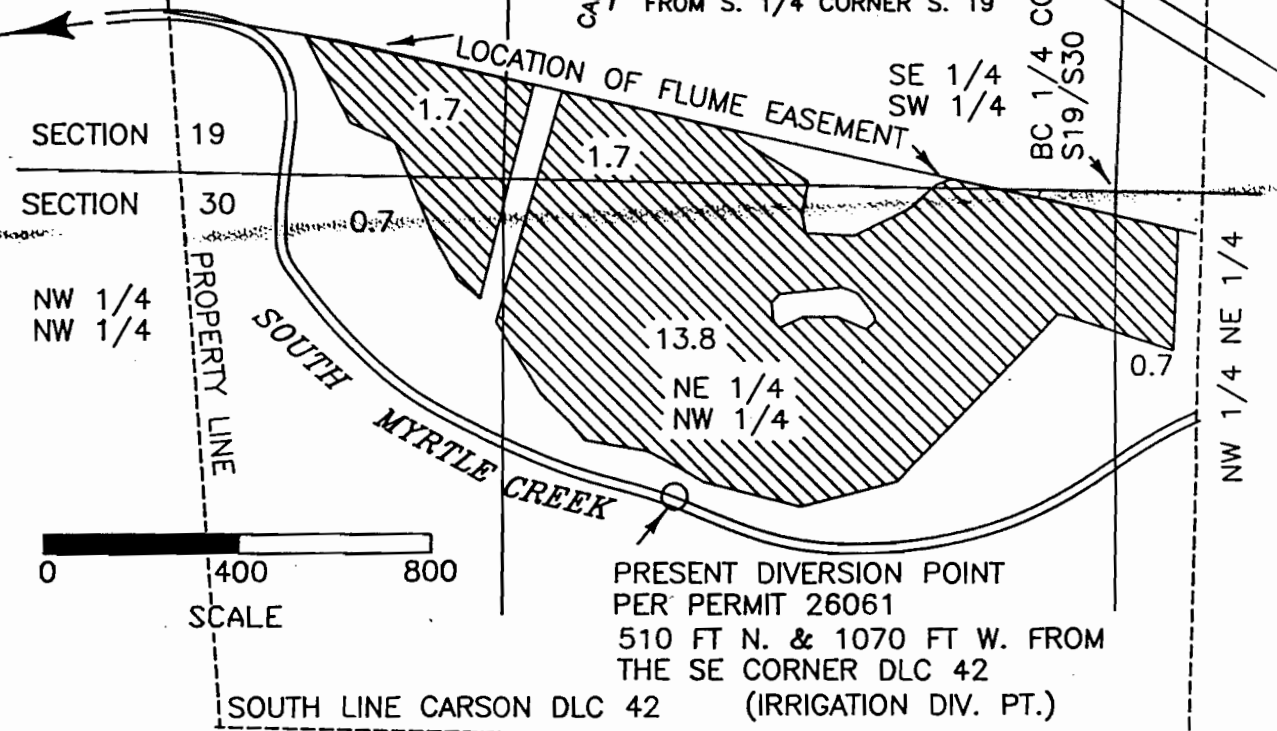 FROM S. 1/4 CORNER S. 19
LOCATION OF FLUME EASEMENT
SE 1/4
SW 1/4
BC 1/4
S19/S30
1.7
1.7
SECTION 19
SECTION 30
0.7
NW 1/4
NW 1/4
PROPERTY LINE
SOUTH MYRTLE CREEK
13.8
NE 1/4
NW 1/4
0.7
NW 1/4 NE 1/4
0 400 800
SCALE
PRESENT DIVERSION POINT
PER PERMIT 26061
510 FT N. & 1070 FT W. FROM
THE SE CORNER DLC 42
(IRRIGATION DIV. PT.)
SOUTH LINE CARSON DLC 42